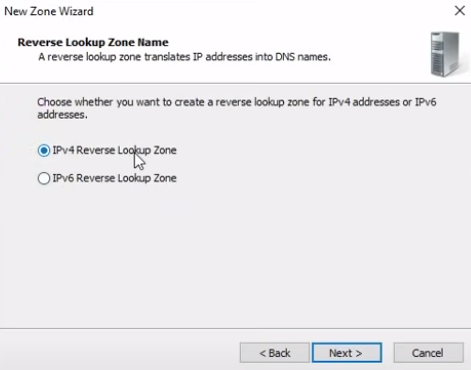 New Zone Wizard
Reverse Lookup Zone Name
A reverse lookup zone translates IP addresses into DNS names.
Choose whether you want to create a reverse lookup zone for IPv4 addresses or IPv6
addresses.
IPv4 Reverse Lookup Zone
IPv6 Reverse Lookup Zone
< Back
Next >
Cancel